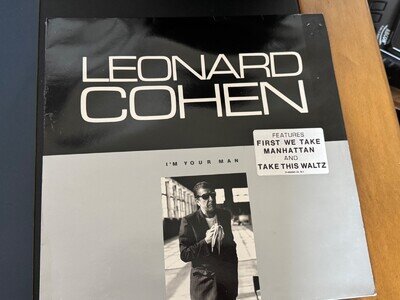 LEONARD
COHEN
FEATURES
FIRST WE TAKE
MANHATTAN
AND
TAKE THIS WALTZ
I'M YOUR MAN